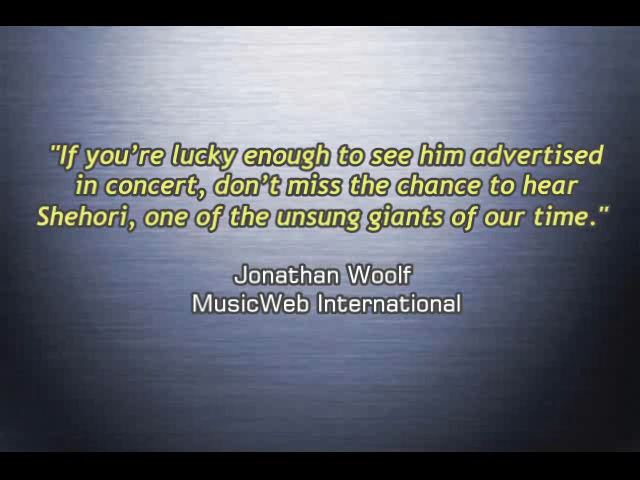 "If you’re lucky enough to see him advertised
in concert, don’t miss the chance to hear
Shehori, one of the unsung giants of our time."
Jonathan Woolf
MusicWeb International